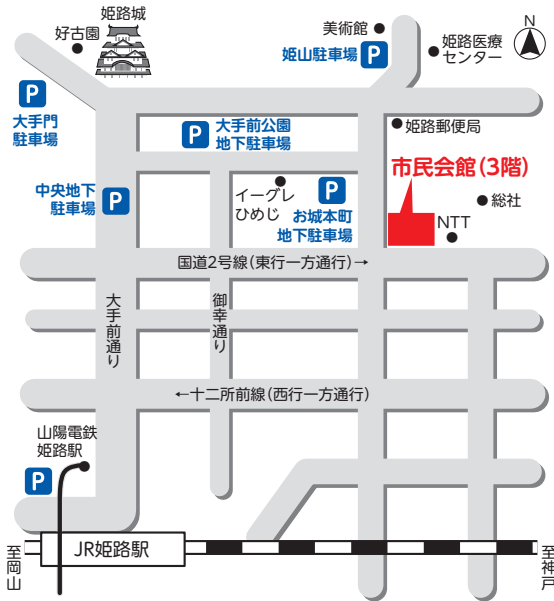 姫路城
好古園
美術館
姫山駐車場
P
姫路医療
センター
N
P
大手門
駐車場
P
大手前公園
地下駐車場
姫路郵便局
市民会館(3階)
中央地下
駐車場
P
イーグレ
ひめじ
P
お城本町
地下駐車場
総社
NTT
国道2号線(東行一方通行)→
大手前通り
御幸通り
←十二所前線(西行一方通行)
山陽電鉄
姫路駅
P
JR姫路駅
至岡山
至神戸